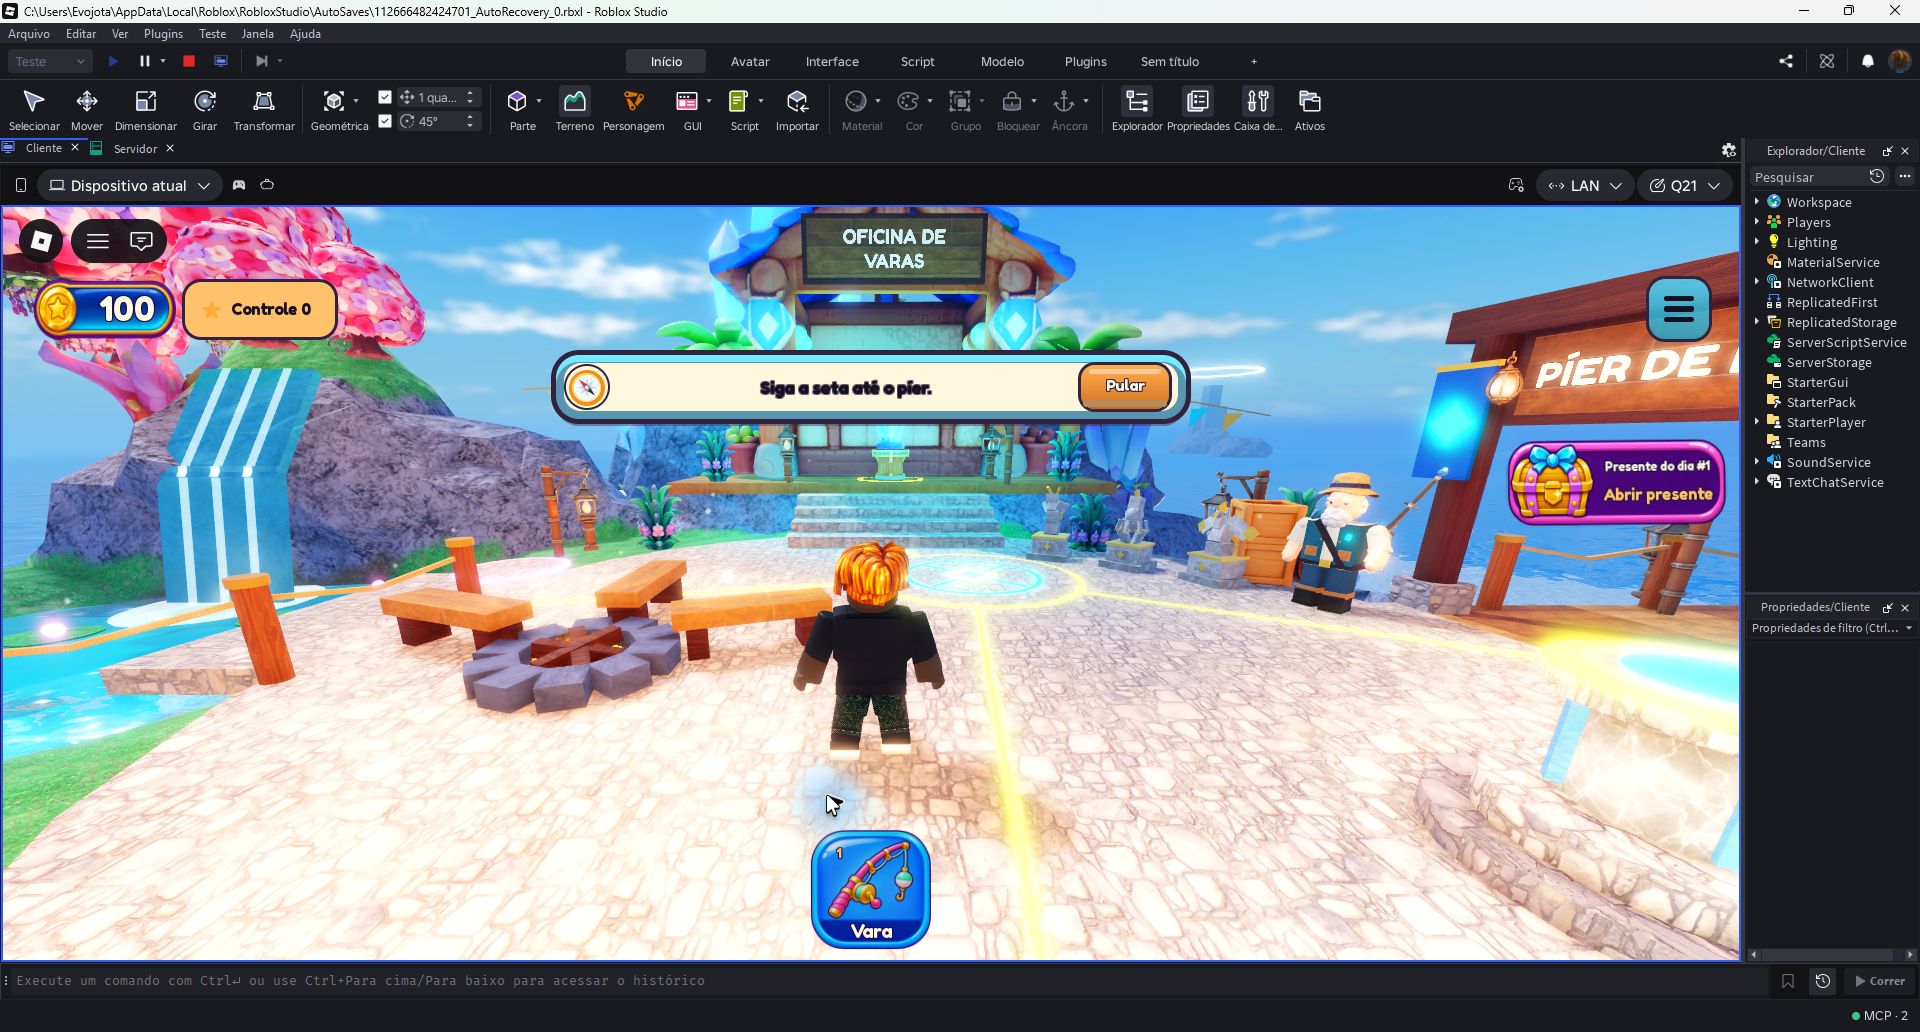 C:\Users\Evojota\AppData\Local\Roblox\RobloxStudio\AutoSaves\112666482424701_AutoRecovery_0.rbxl - Roblox Studio
Arquivo Editar Ver Plugins Teste Janela Ajuda
Teste
Início Avatar Interface Script Modelo Plugins Sem título +
1 qua...
45°
Selecionar Mover Dimensionar Girar Transformar Geométrica Parte Terreno Personagem GUI Script Importar Material Cor Grupo Bloquear Âncora Explorador Propriedades Caixa de... Ativos
Cliente Servidor
Dispositivo atual
LAN Q21
OFICINA DE
VARAS
100
Controle 0
PÍER DE
Siga a seta até o píer.
Pular
Presente do dia #1
Abrir presente
1
Vara
Explorador/Cliente
Pesquisar
Workspace
Players
Lighting
MaterialService
NetworkClient
ReplicatedFirst
ReplicatedStorage
ServerScriptService
ServerStorage
StarterGui
StarterPack
StarterPlayer
Teams
SoundService
TextChatService
Propriedades/Cliente
Propriedades de filtro (Ctrl...
Execute um comando com Ctrl↵ ou use Ctrl+Para cima/Para baixo para acessar o histórico
Correr
MCP · 2